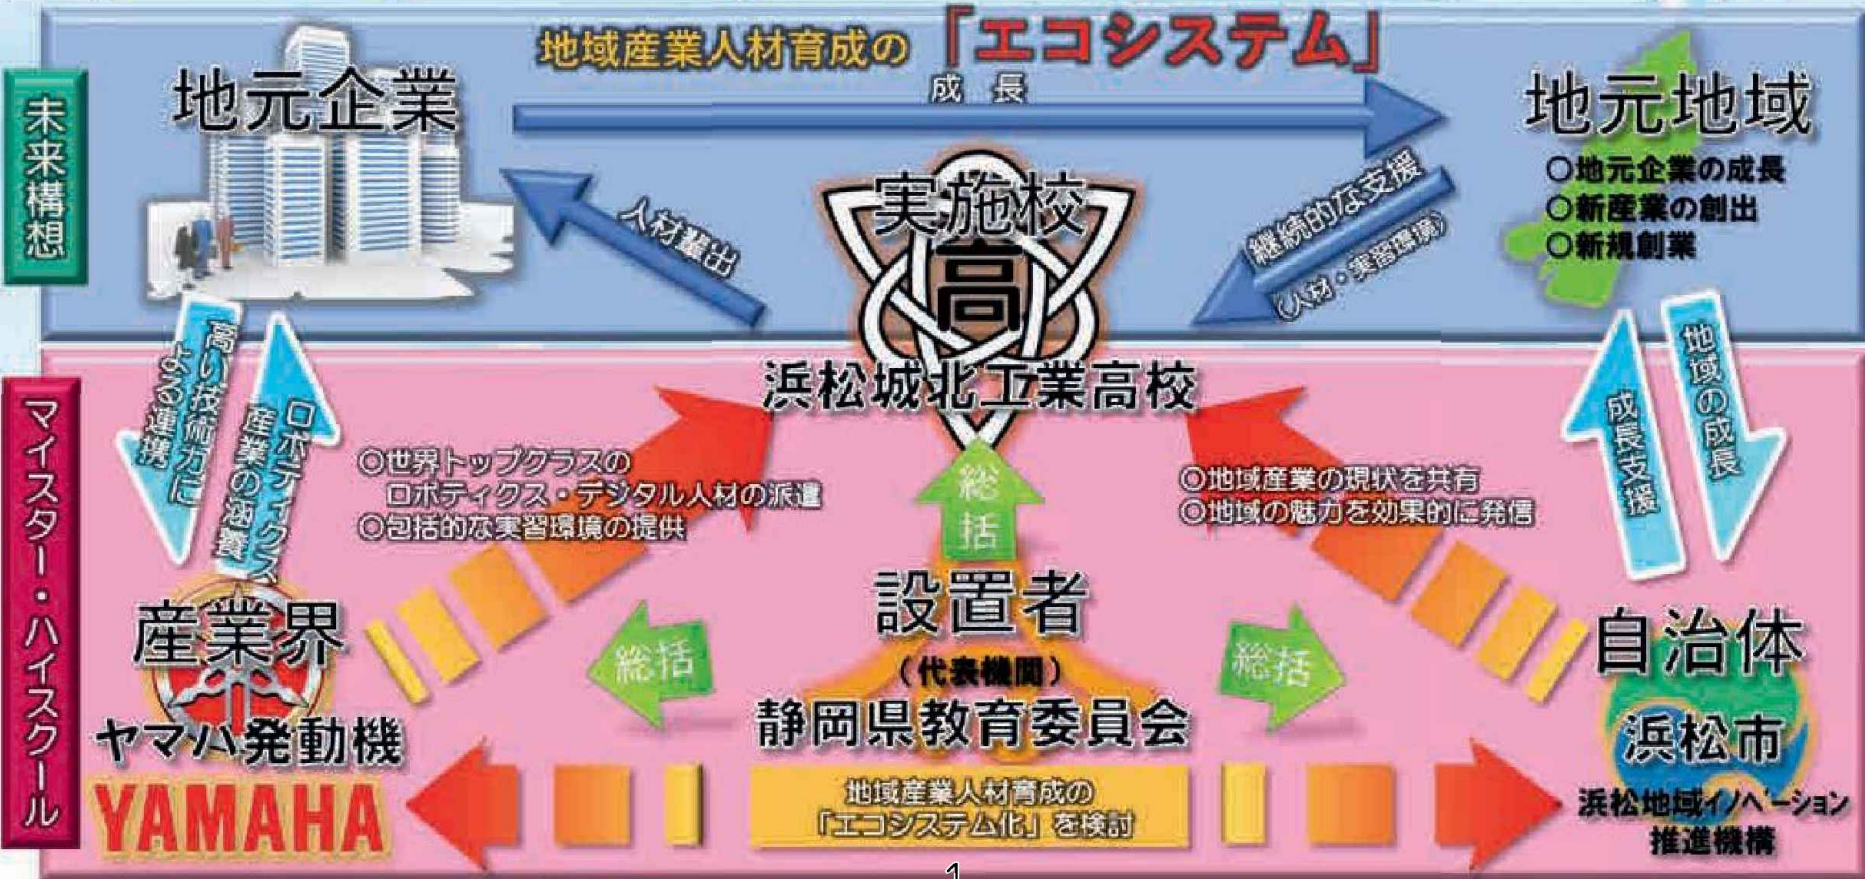 地域産業人材育成の「エコシステム」
未来構想
地元企業
成長
地元地域
○地元企業の成長
○新産業の創出
○新規創業
人材輩出
実施校
高
継続的な支援
(人材・実習環境)
浜松城北工業高校
マイスター・ハイスクール
高い技術力に
よる連携
ロボティクス
産業の涵養
○世界トップクラスの
ロボティクス・デジタル人材の派遣
○包括的な実習環境の提供
総括
○地域産業の現状を共有
○地域の魅力を効果的に発信
成長支援
地域の成長
産業界
ヤマハ発動機
YAMAHA
総括
設置者
(代表機関)
静岡県教育委員会
総括
自治体
浜松市
浜松地域イノベーション
推進機構
地域産業人材育成の
「エコシステム化」を検討
1